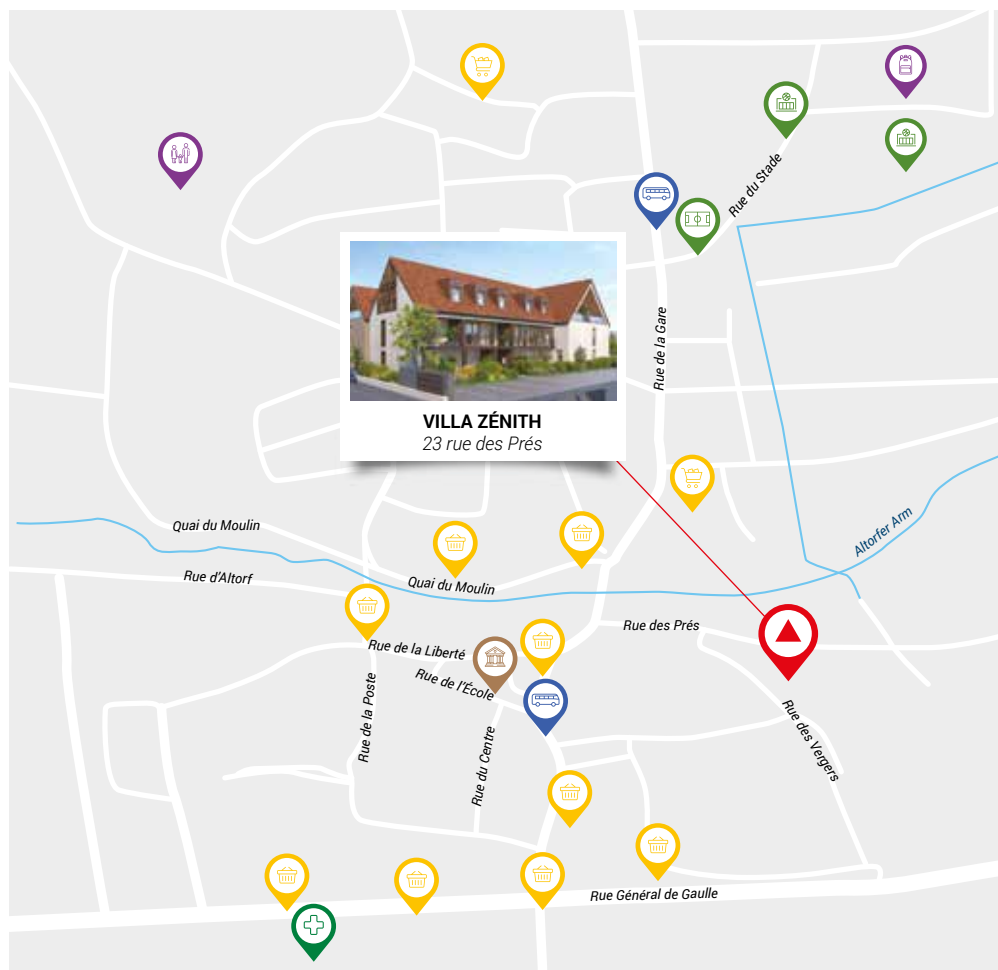 Rue du Stade
Rue de la Gare
VILLA ZÉNITH
23 rue des Prés
Quai du Moulin
Altorfer Arm
Rue d'Altorf
Quai du Moulin
Rue des Prés
Rue de la Liberté
Rue de l'École
Rue de la Poste
Rue du Centre
Rue des Vergers
Rue Général de Gaulle